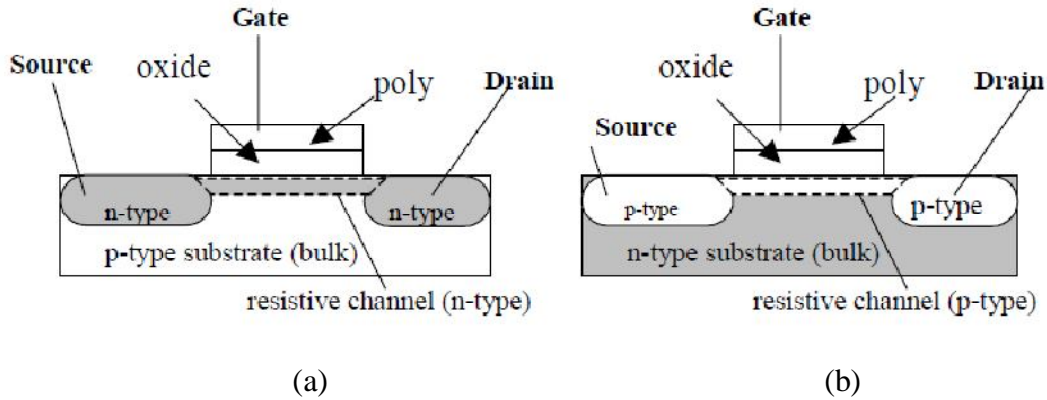 Gate
Source
oxide
poly
Drain
n-type
n-type
p-type substrate (bulk)
resistive channel (n-type)
(a)
Gate
oxide
Drain
Source
poly
p-type
p-type
n-type substrate (bulk)
resistive channel (p-type)
(b)